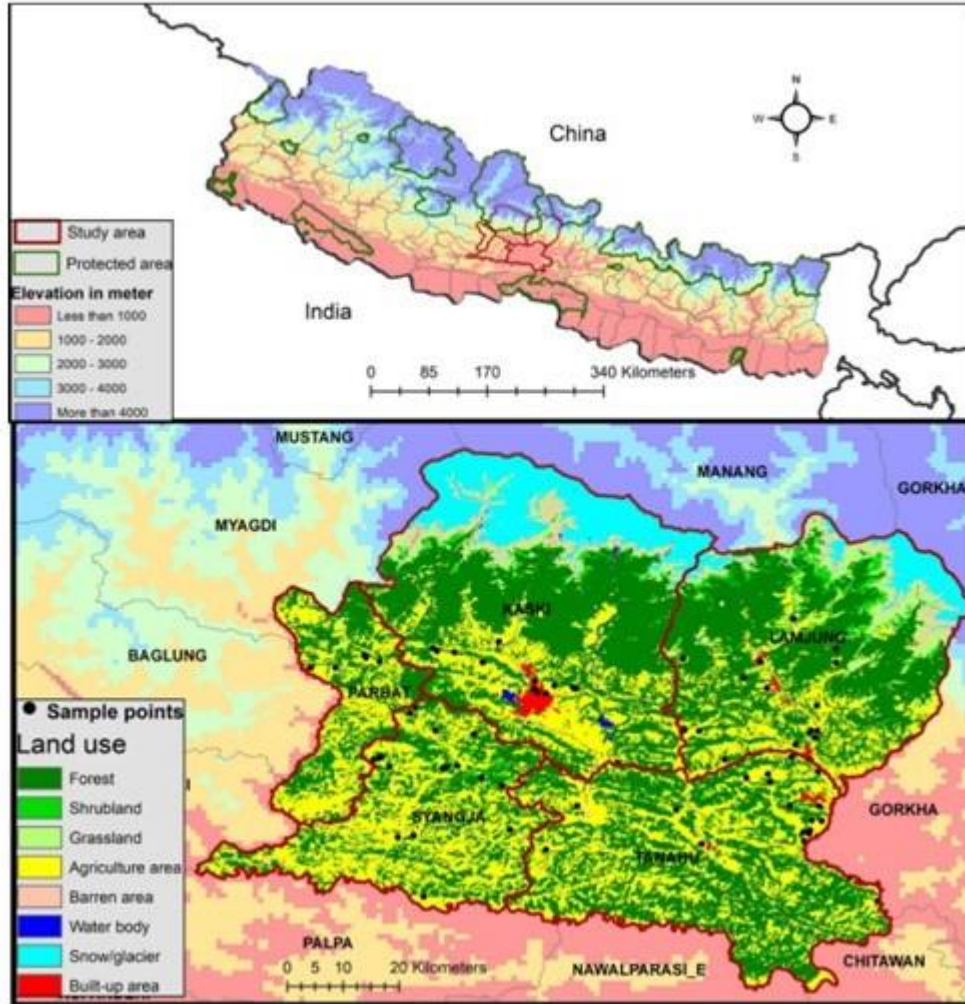 N
W E
S
China
India
Study area
Protected area
Elevation in meter
Less than 1000
1000 - 2000
2000 - 3000
3000 - 4000
More than 4000
0 85 170 340 Kilometers
MUSTANG
MANANG
GORKHA
MYAGDI
KASKI
LAMJUNG
BAGLUNG
PARBAT
Sample points
Land use
Forest
Shrubland
Grassland
Agriculture area
Barren area
Water body
Snow/glacier
Built-up area
GORKHA
SYANGJA
TANAHU
PALPA
0 5 10 20 Kilometers
NAWALPARASI_E
CHITAWAN